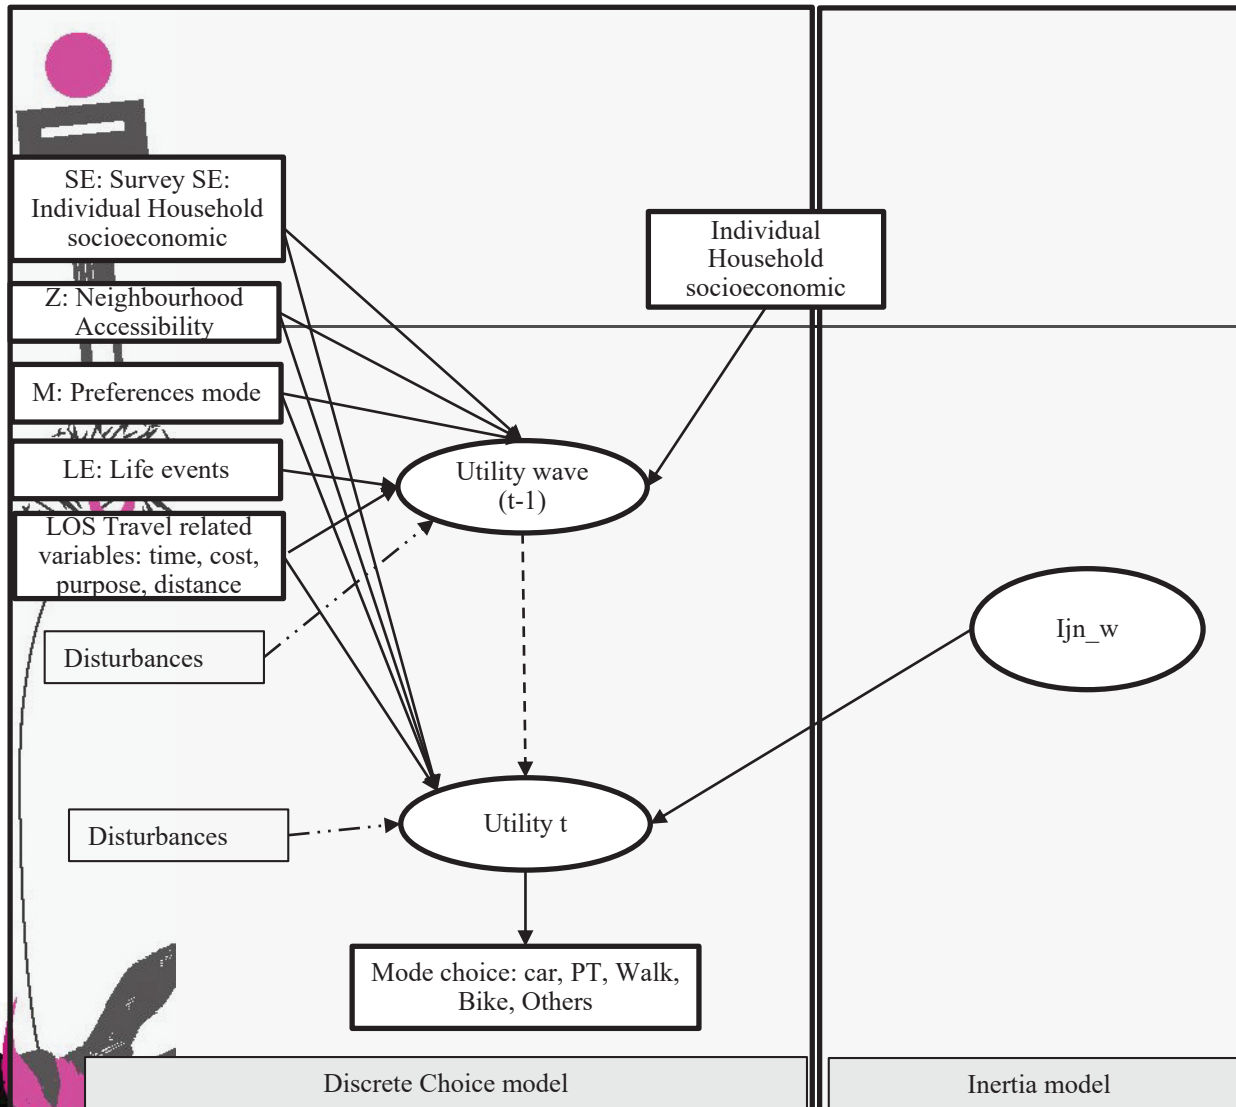 SE: Survey SE:
Individual Household
socioeconomic
Individual
Household
socioeconomic
Z: Neighbourhood
Accessibility
M: Preferences mode
LE: Life events
Utility wave
(t-1)
LOS Travel related
variables: time, cost,
purpose, distance
Ijn_w
Disturbances
Disturbances
Utility t
Mode choice: car, PT, Walk,
Bike, Others
Discrete Choice model
Inertia model